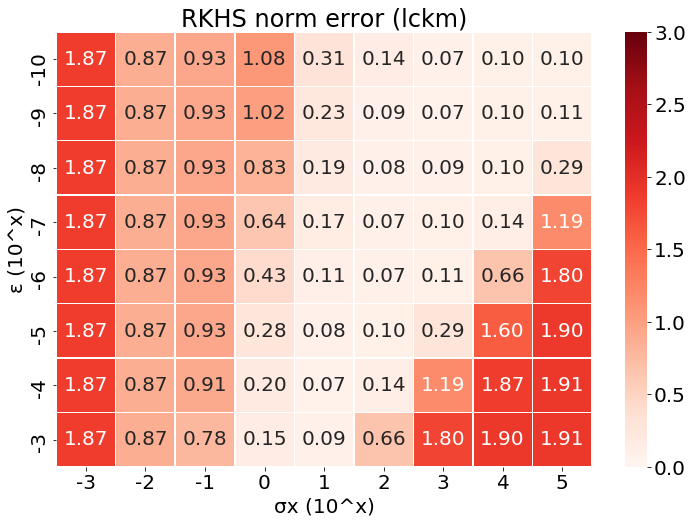 RKHS norm error (lckm)
-10 1.87 0.87 0.93 1.08 0.31 0.14 0.07 0.10 0.10
-9 1.87 0.87 0.93 1.02 0.23 0.09 0.07 0.10 0.11
-8 1.87 0.87 0.93 0.83 0.19 0.08 0.09 0.10 0.29
-7 1.87 0.87 0.93 0.64 0.17 0.07 0.10 0.14 1.19
-6 1.87 0.87 0.93 0.43 0.11 0.07 0.11 0.66 1.80
-5 1.87 0.87 0.93 0.28 0.08 0.10 0.29 1.60 1.90
-4 1.87 0.87 0.91 0.20 0.07 0.14 1.19 1.87 1.91
-3 1.87 0.87 0.78 0.15 0.09 0.66 1.80 1.90 1.91
-3 -2 -1 0 1 2 3 4 5
σx (10^x)
ε (10^x)
3.0
2.5
2.0
1.5
1.0
0.5
0.0